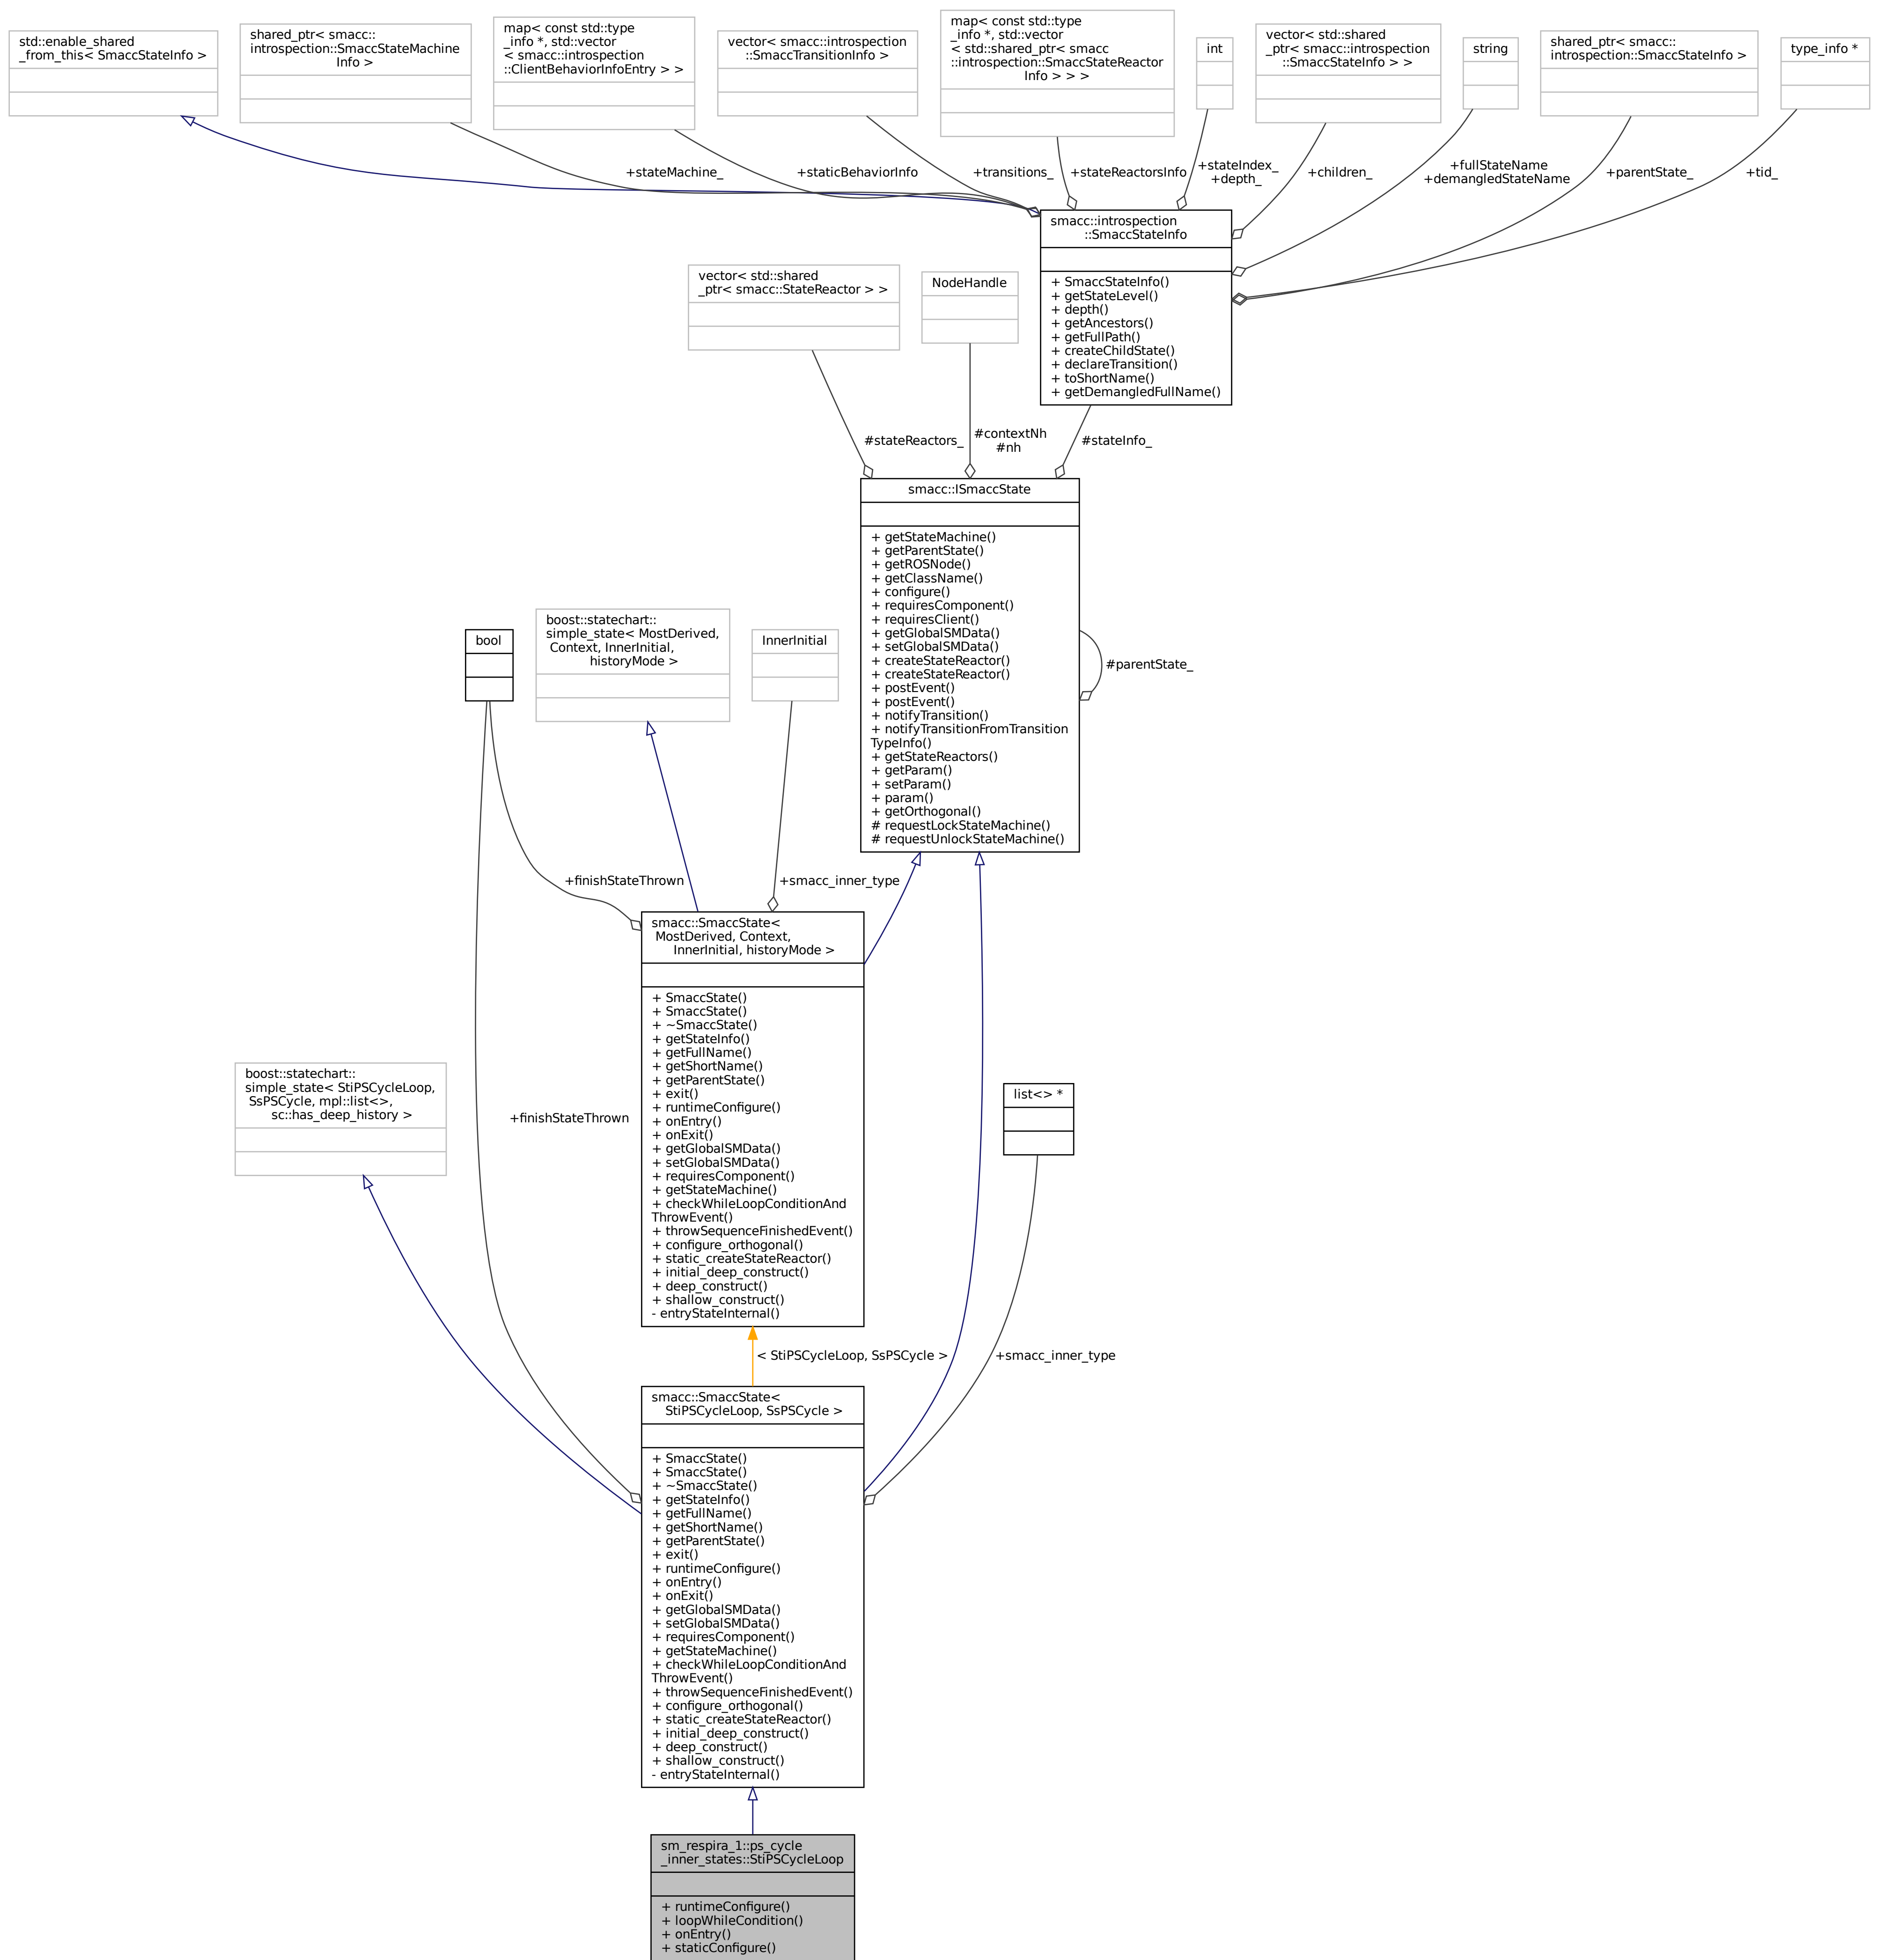 std::enable_shared
_from_this< SmaccStateInfo >
shared_ptr< smacc::
introspection::SmaccStateMachine
Info >
map< const std::type
_info *, std::vector
< smacc::introspection
::ClientBehaviorInfoEntry > >
vector< smacc::introspection
::SmaccTransitionInfo >
map< const std::type
_info *, std::vector
< std::shared_ptr< smacc
::introspection::SmaccStateReactor
Info > > >
int
vector< std::shared
_ptr< smacc::introspection
::SmaccStateInfo > >
string
shared_ptr< smacc::
introspection::SmaccStateInfo >
type_info *
+stateMachine_
+staticBehaviorInfo
+transitions_
+stateReactorsInfo
+stateIndex_
+depth_
+children_
+fullStateName
+demangledStateName
+parentState_
+tid_
smacc::introspection
::SmaccStateInfo
+ SmaccStateInfo()
+ getStateLevel()
+ depth()
+ getAncestors()
+ getFullPath()
+ createChildState()
+ declareTransition()
+ toShortName()
+ getDemangledFullName()
vector< std::shared
_ptr< smacc::StateReactor > >
NodeHandle
#stateReactors_
#contextNh
#nh
#stateInfo_
smacc::ISmaccState
+ getStateMachine()
+ getParentState()
+ getROSNode()
+ getClassName()
+ configure()
+ requiresComponent()
+ requiresClient()
+ getGlobalSMData()
+ setGlobalSMData()
+ createStateReactor()
+ createStateReactor()
+ postEvent()
+ postEvent()
+ notifyTransition()
+ notifyTransitionFromTransition
TypeInfo()
+ getStateReactors()
+ getParam()
+ setParam()
+ param()
+ getOrthogonal()
# requestLockStateMachine()
# requestUnlockStateMachine()
#parentState_
bool
boost::statechart::
simple_state< MostDerived,
Context, InnerInitial,
historyMode >
InnerInitial
+finishStateThrown
+smacc_inner_type
smacc::SmaccState<
MostDerived, Context,
InnerInitial, historyMode >
+ SmaccState()
+ SmaccState()
+ ~SmaccState()
+ getStateInfo()
+ getFullName()
+ getShortName()
+ getParentState()
+ exit()
+ runtimeConfigure()
+ onEntry()
+ onExit()
+ getGlobalSMData()
+ setGlobalSMData()
+ requiresComponent()
+ getStateMachine()
+ checkWhileLoopConditionAnd
ThrowEvent()
+ throwSequenceFinishedEvent()
+ configure_orthogonal()
+ static_createStateReactor()
+ initial_deep_construct()
+ deep_construct()
+ shallow_construct()
- entryStateInternal()
boost::statechart::
simple_state< StiPSCycleLoop,
SsPSCycle, mpl::list<>,
sc::has_deep_history >
+finishStateThrown
list<> *
< StiPSCycleLoop, SsPSCycle >
+smacc_inner_type
smacc::SmaccState<
StiPSCycleLoop, SsPSCycle >
+ SmaccState()
+ SmaccState()
+ ~SmaccState()
+ getStateInfo()
+ getFullName()
+ getShortName()
+ getParentState()
+ exit()
+ runtimeConfigure()
+ onEntry()
+ onExit()
+ getGlobalSMData()
+ setGlobalSMData()
+ requiresComponent()
+ getStateMachine()
+ checkWhileLoopConditionAnd
ThrowEvent()
+ throwSequenceFinishedEvent()
+ configure_orthogonal()
+ static_createStateReactor()
+ initial_deep_construct()
+ deep_construct()
+ shallow_construct()
- entryStateInternal()
sm_respira_1::ps_cycle
_inner_states::StiPSCycleLoop
+ runtimeConfigure()
+ loopWhileCondition()
+ onEntry()
+ staticConfigure()